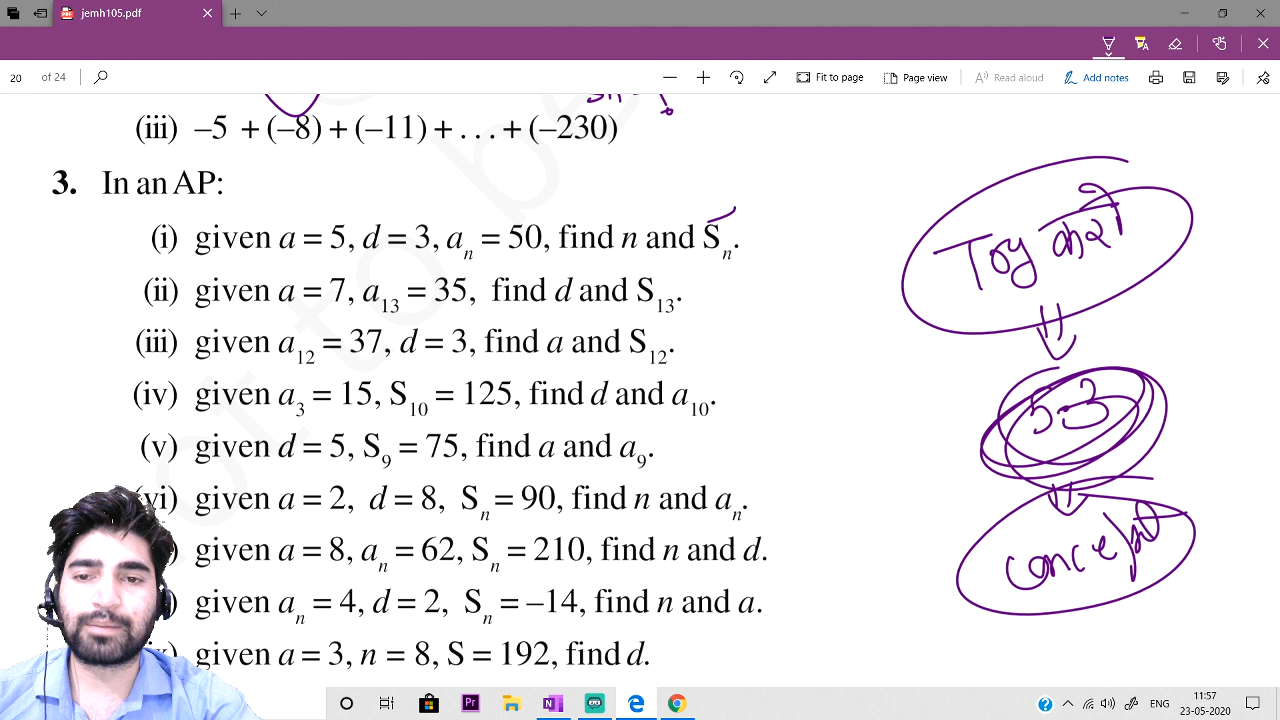 jemh105.pdf
20 of 24 Fit to page Page view Read aloud Add notes
(iii) –5 + (–8) + (–11) + . . . + (–230)
3. In an AP:
(i) given a = 5, d = 3, aₙ = 50, find n and Sₙ.
(ii) given a = 7, a₁₃ = 35, find d and S₁₃.
(iii) given a₁₂ = 37, d = 3, find a and S₁₂.
(iv) given a₃ = 15, S₁₀ = 125, find d and a₁₀.
(v) given d = 5, S₉ = 75, find a and a₉.
vi) given a = 2, d = 8, Sₙ = 90, find n and aₙ.
) given a = 8, aₙ = 62, Sₙ = 210, find n and d.
) given aₙ = 4, d = 2, Sₙ = –14, find n and a.
given a = 3, n = 8, S = 192, find d.
Try करो
5.3
concept
ENG 11:57
23-05-2020